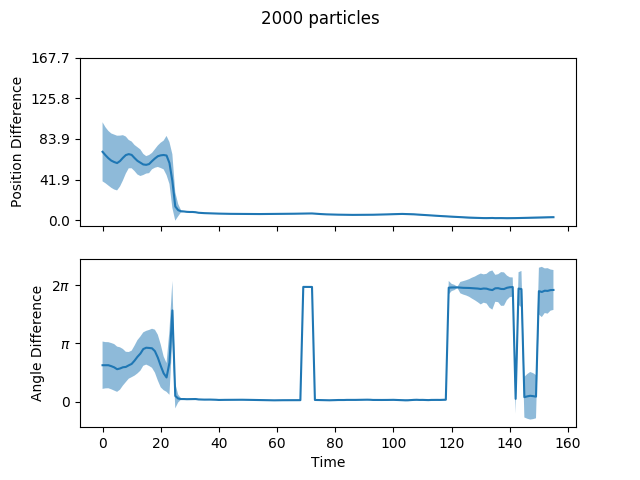 2000 particles
167.7
125.8
83.9
41.9
0.0
Position Difference
2π
π
0
Angle Difference
0 20 40 60 80 100 120 140 160
Time